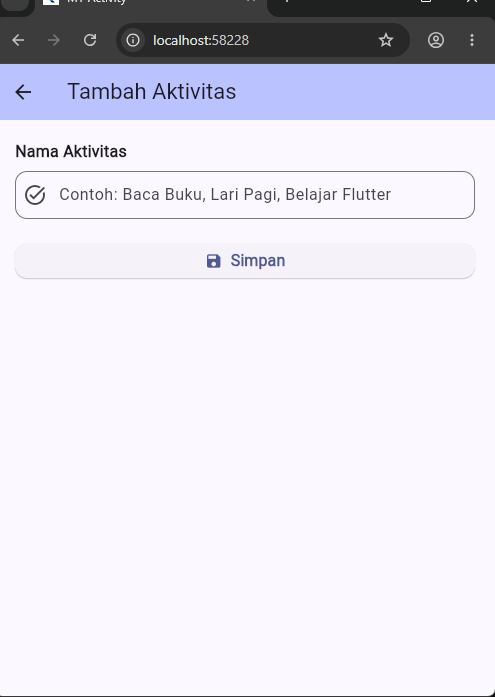 localhost:58228
Tambah Aktivitas
Nama Aktivitas
Contoh: Baca Buku, Lari Pagi, Belajar Flutter
Simpan